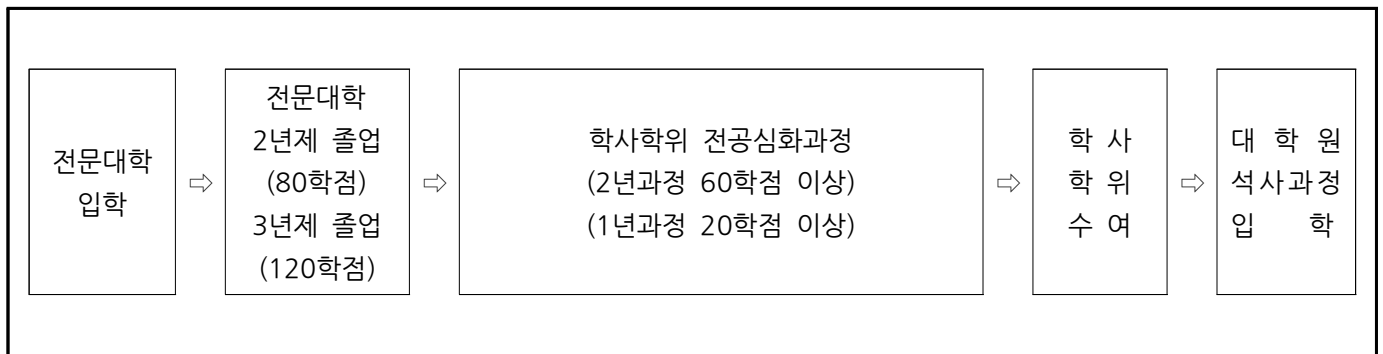 전문대학
입학
⇨
전문대학
2년제 졸업
(80학점)
3년제 졸업
(120학점)
⇨
학사학위 전공심화과정
(2년과정 60학점 이상)
(1년과정 20학점 이상)
⇨
학 사
학 위
수 여
⇨
대 학 원
석사과정
입 학